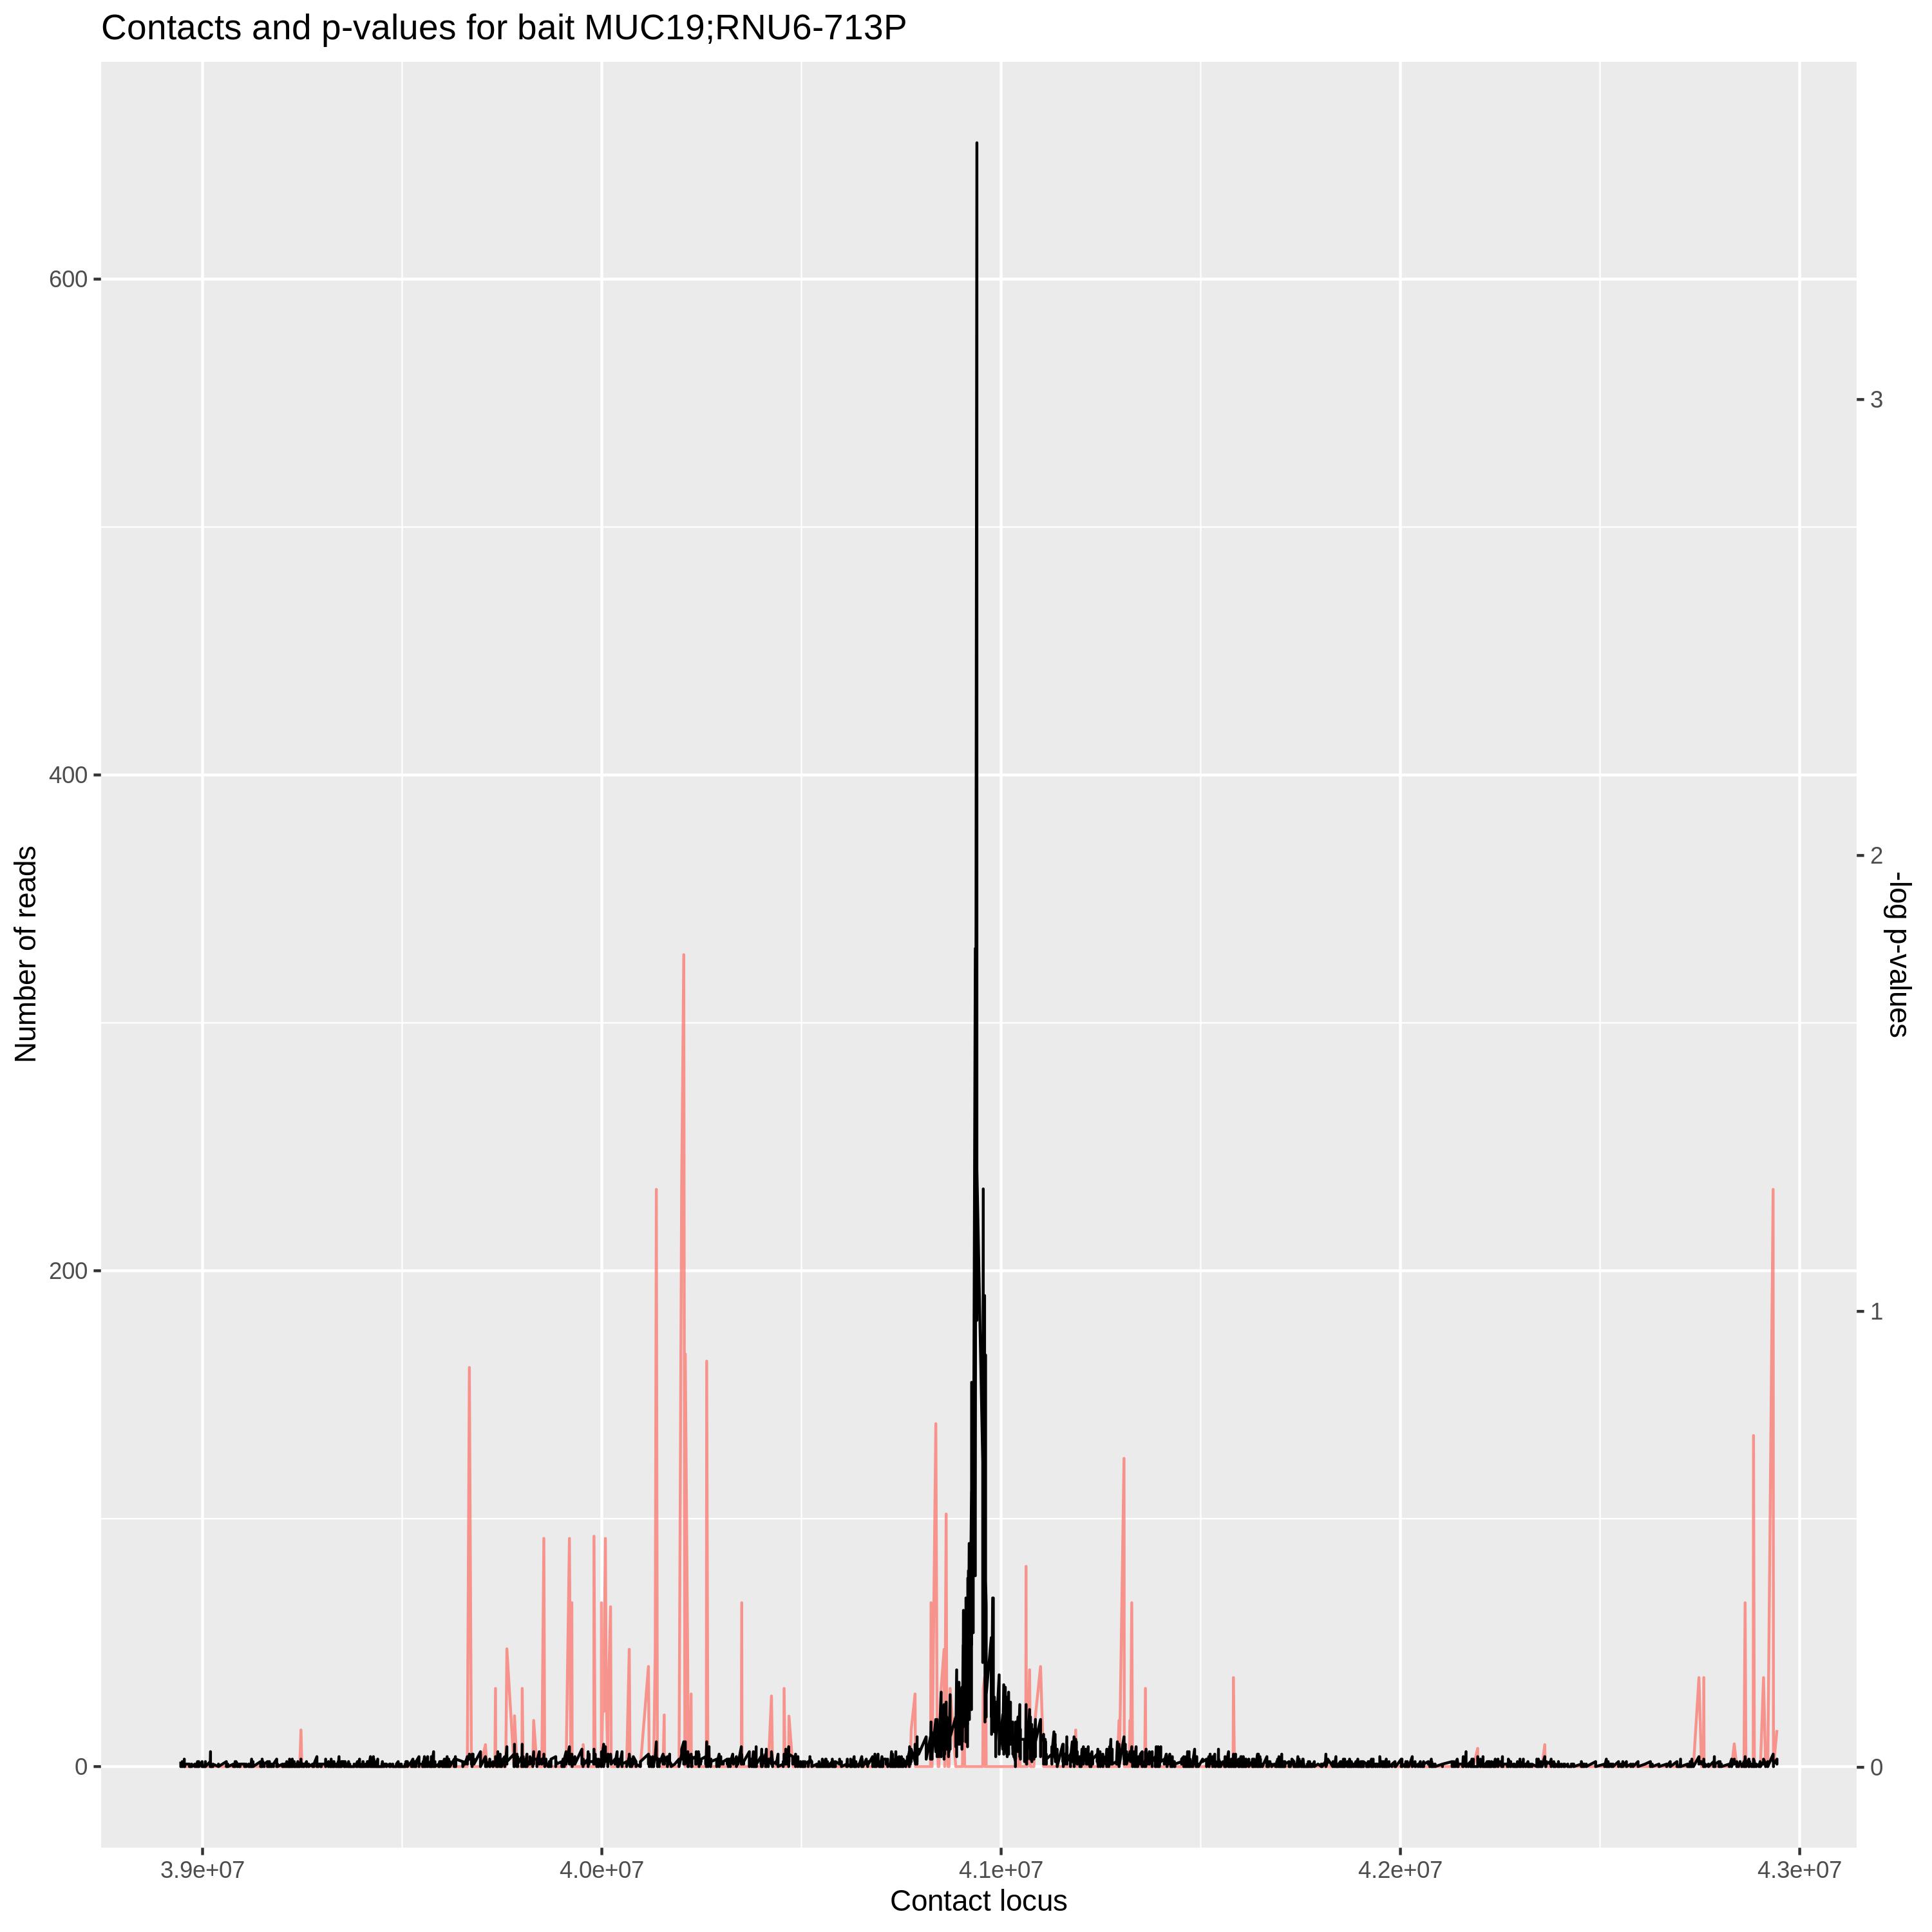 Contacts and p-values for bait MUC19;RNU6-713P
600
400
200
0
Number of reads
3
2
1
0
-log p-values
3.9e+07
4.0e+07
4.1e+07
4.2e+07
4.3e+07
Contact locus